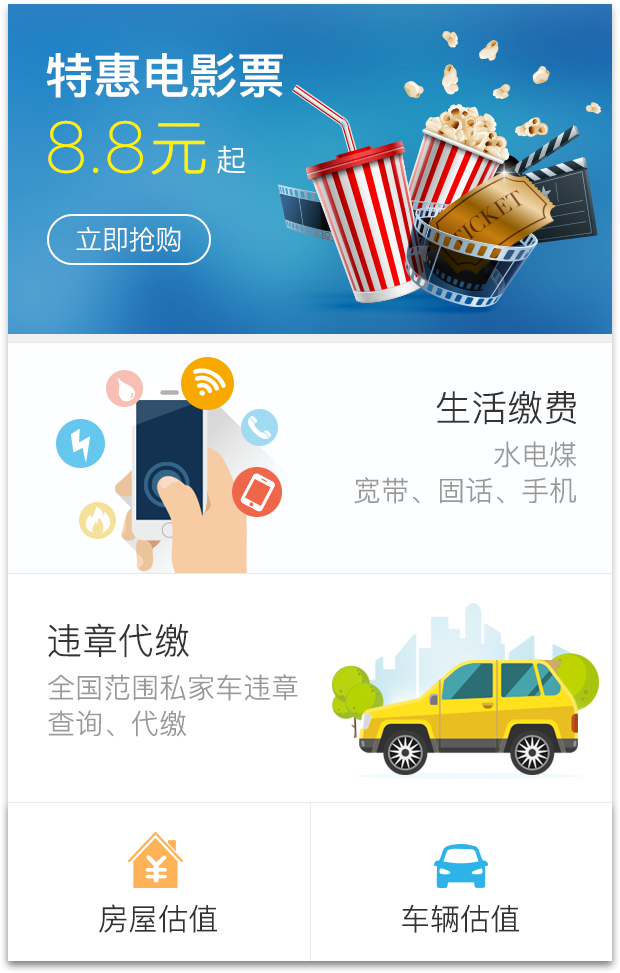 特惠电影票
8.8元 起
立即抢购
TICKET
生活缴费
水电煤
宽带、固话、手机
违章代缴
全国范围私家车违章
查询、代缴
¥
房屋估值
车辆估值